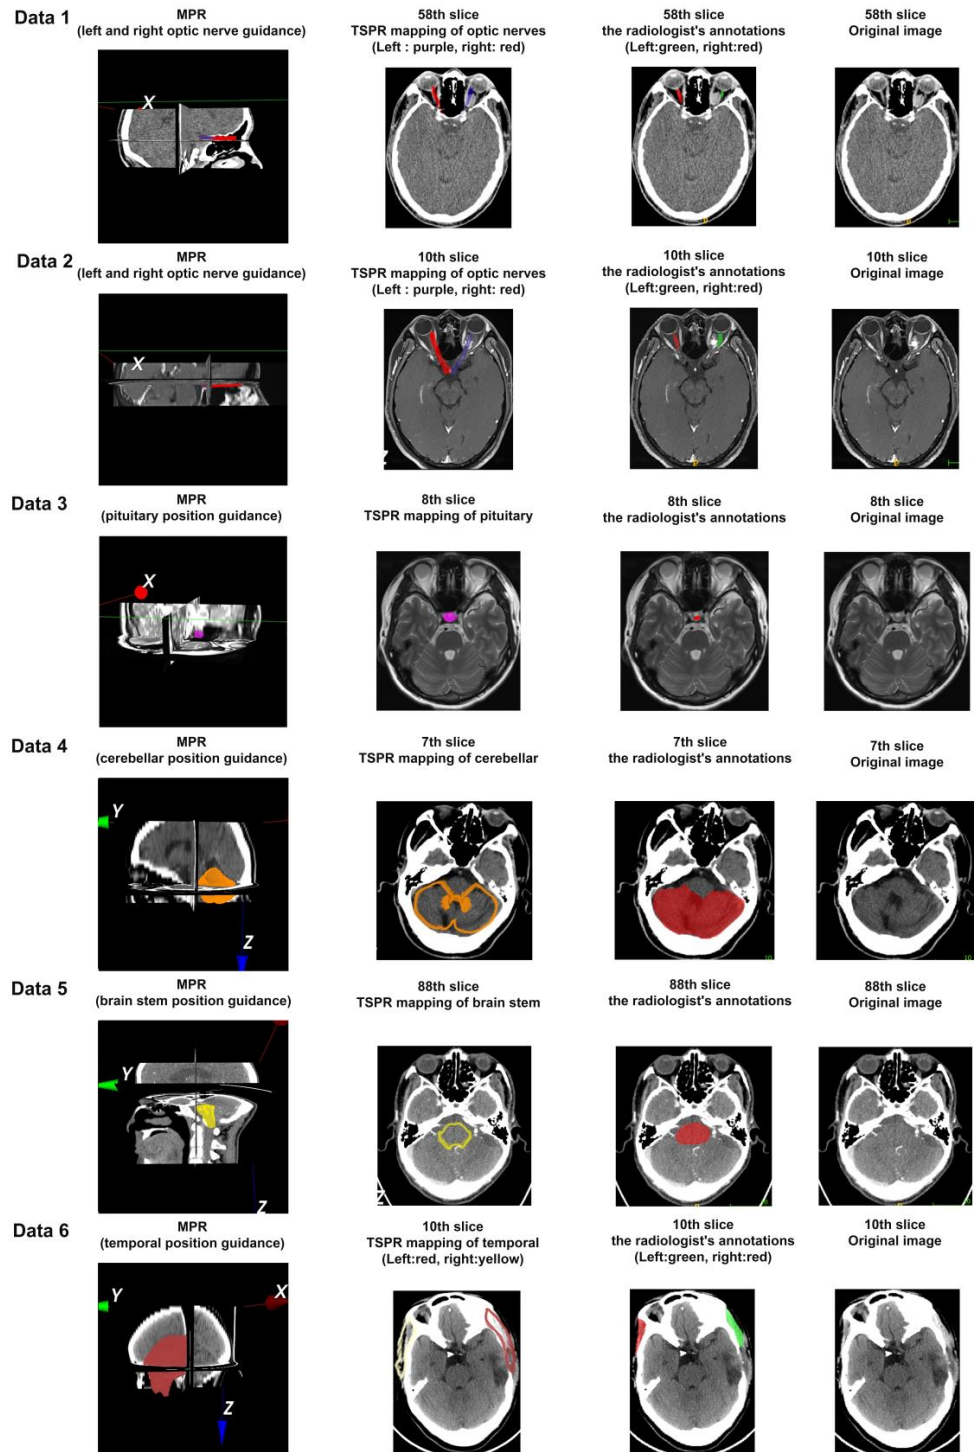 Data 1
MPR
(left and right optic nerve guidance)
58th slice
TSPR mapping of optic nerves
(Left : purple, right: red)
58th slice
the radiologist's annotations
(Left:green, right:red)
58th slice
Original image
X
Data 2
MPR
(left and right optic nerve guidance)
10th slice
TSPR mapping of optic nerves
(Left : purple, right: red)
10th slice
the radiologist's annotations
(Left:green, right:red)
10th slice
Original image
X
Z
Data 3
MPR
(pituitary position guidance)
8th slice
TSPR mapping of pituitary
8th slice
the radiologist's annotations
8th slice
Original image
X
Data 4
MPR
(cerebellar position guidance)
7th slice
TSPR mapping of cerebellar
7th slice
the radiologist's annotations
7th slice
Original image
Y
Z
10
10
Data 5
MPR
(brain stem position guidance)
88th slice
TSPR mapping of brain stem
88th slice
the radiologist's annotations
88th slice
Original image
Y
Z
Z
Data 6
MPR
(temporal position guidance)
10th slice
TSPR mapping of temporal
(Left:red, right:yellow)
10th slice
the radiologist's annotations
(Left:green, right:red)
10th slice
Original image
Y
X
Z